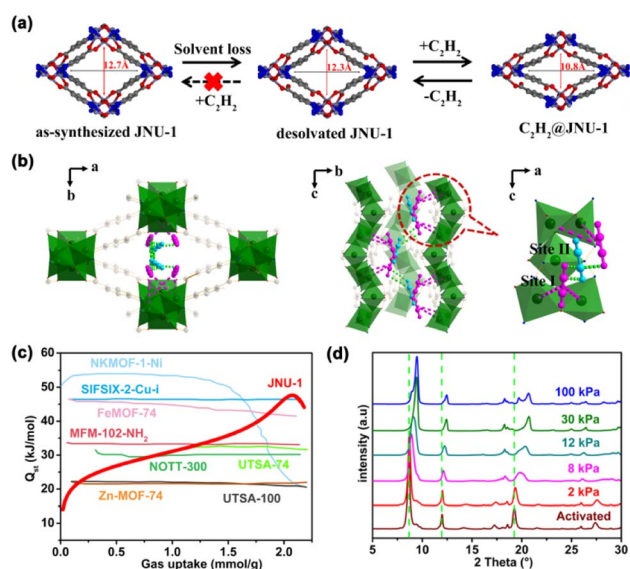 (a)
12.7Å
Solvent loss
+C₂H₂
12.3Å
+C₂H₂
-C₂H₂
10.8Å
as-synthesized JNU-1
desolvated JNU-1
C₂H₂@JNU-1
(b)
a
b
b
c
a
c
Site II
Site I
(c)
Qst (kJ/mol)
60
50
40
30
20
10
0
NKMOF-1-Ni
JNU-1
SIFSIX-2-Cu-i
FeMOF-74
MFM-102-NH₂
NOTT-300
UTSA-74
Zn-MOF-74
UTSA-100
0.0 0.5 1.0 1.5 2.0
Gas uptake (mmol/g)
(d)
intensity (a.u)
100 kPa
30 kPa
12 kPa
8 kPa
2 kPa
Activated
5 10 15 20 25 30
2 Theta (°)